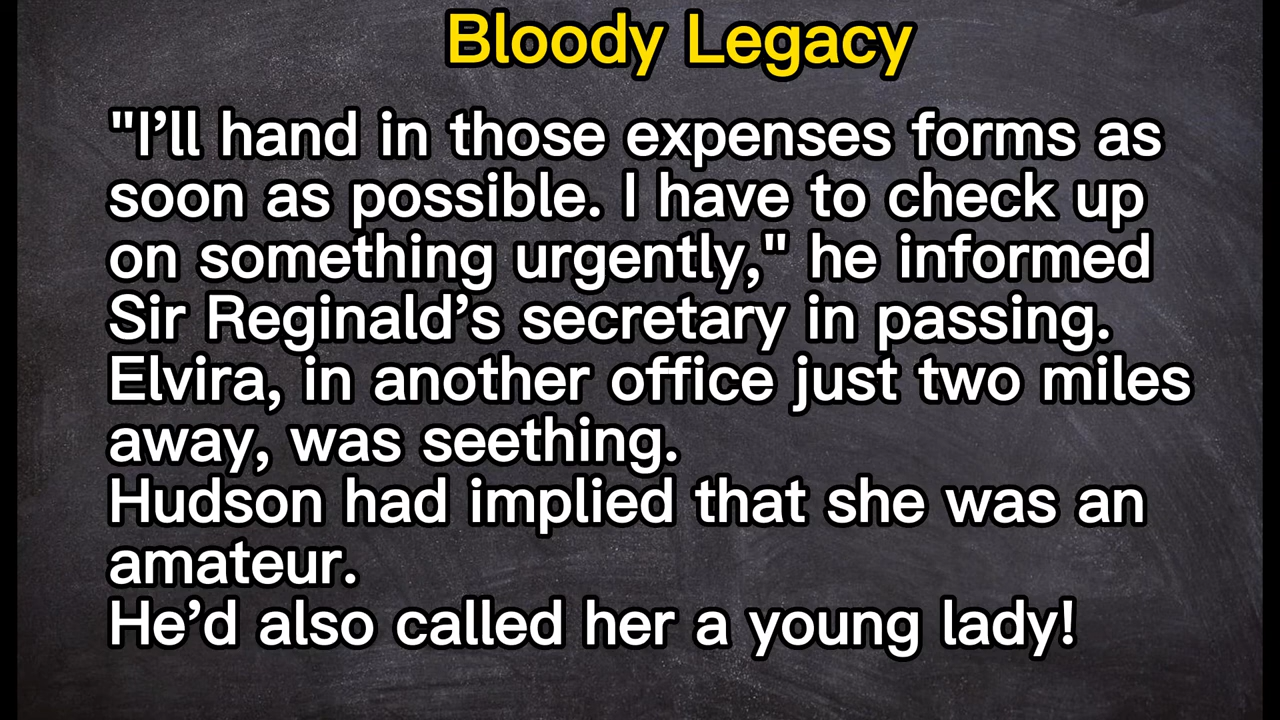 Bloody Legacy
"I’ll hand in those expenses forms as
soon as possible. I have to check up
on something urgently," he informed
Sir Reginald’s secretary in passing.
Elvira, in another office just two miles
away, was seething.
Hudson had implied that she was an
amateur.
He’d also called her a young lady!